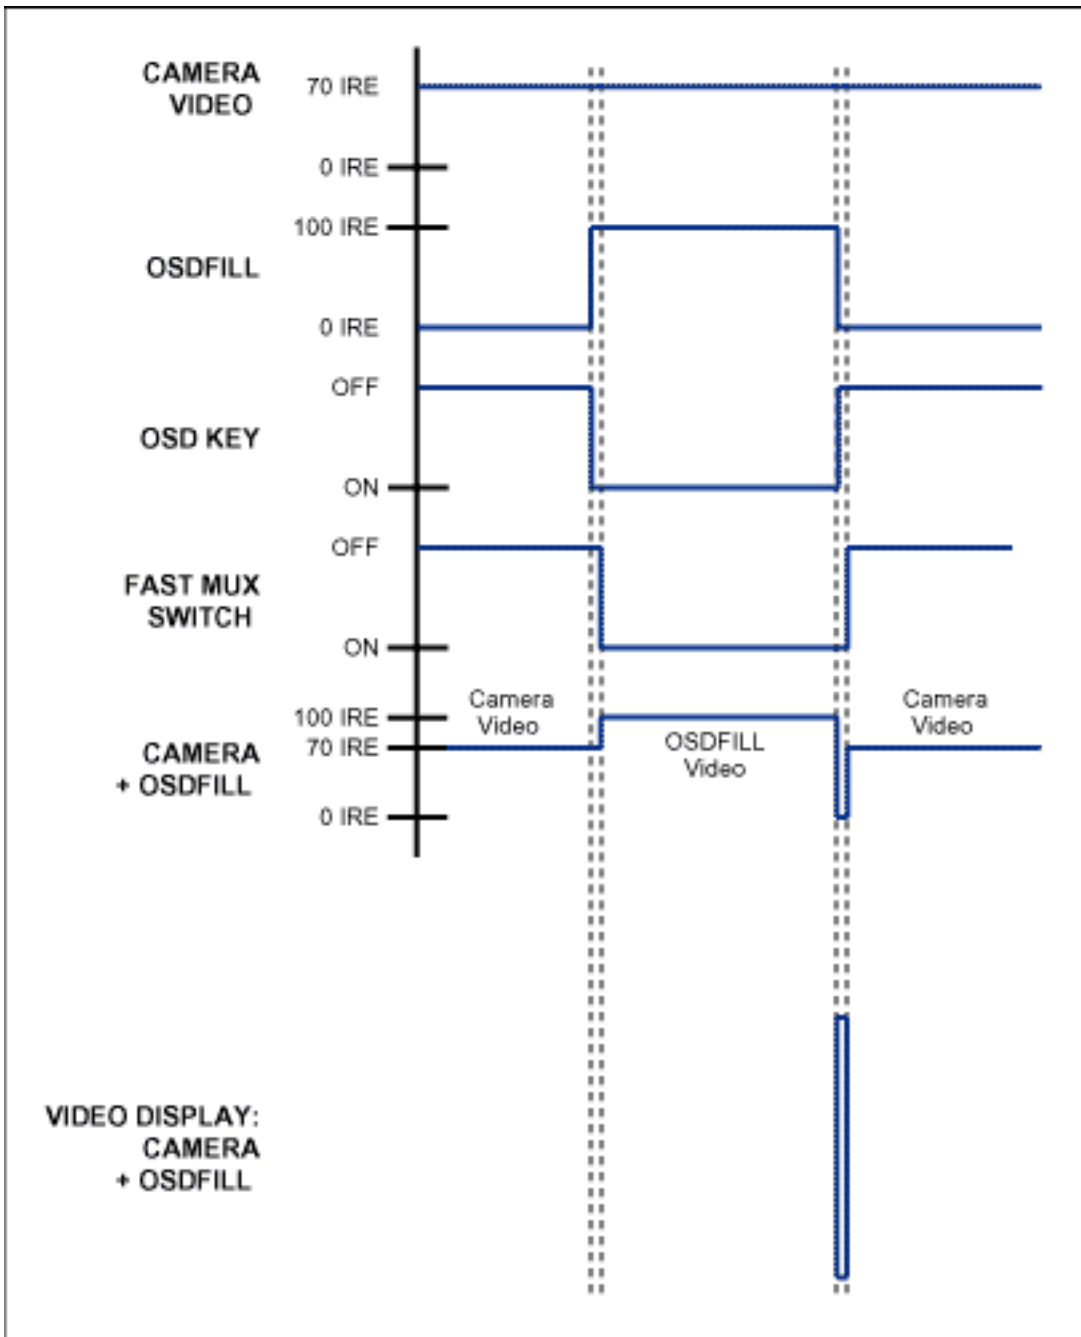 CAMERA
VIDEO
70 IRE
0 IRE
100 IRE
OSDFILL
0 IRE
OFF
OSD KEY
ON
OFF
FAST MUX
SWITCH
ON
Camera
Video
Camera
Video
100 IRE
OSDFILL
Video
70 IRE
CAMERA
+ OSDFILL
0 IRE
VIDEO DISPLAY:
CAMERA
+ OSDFILL